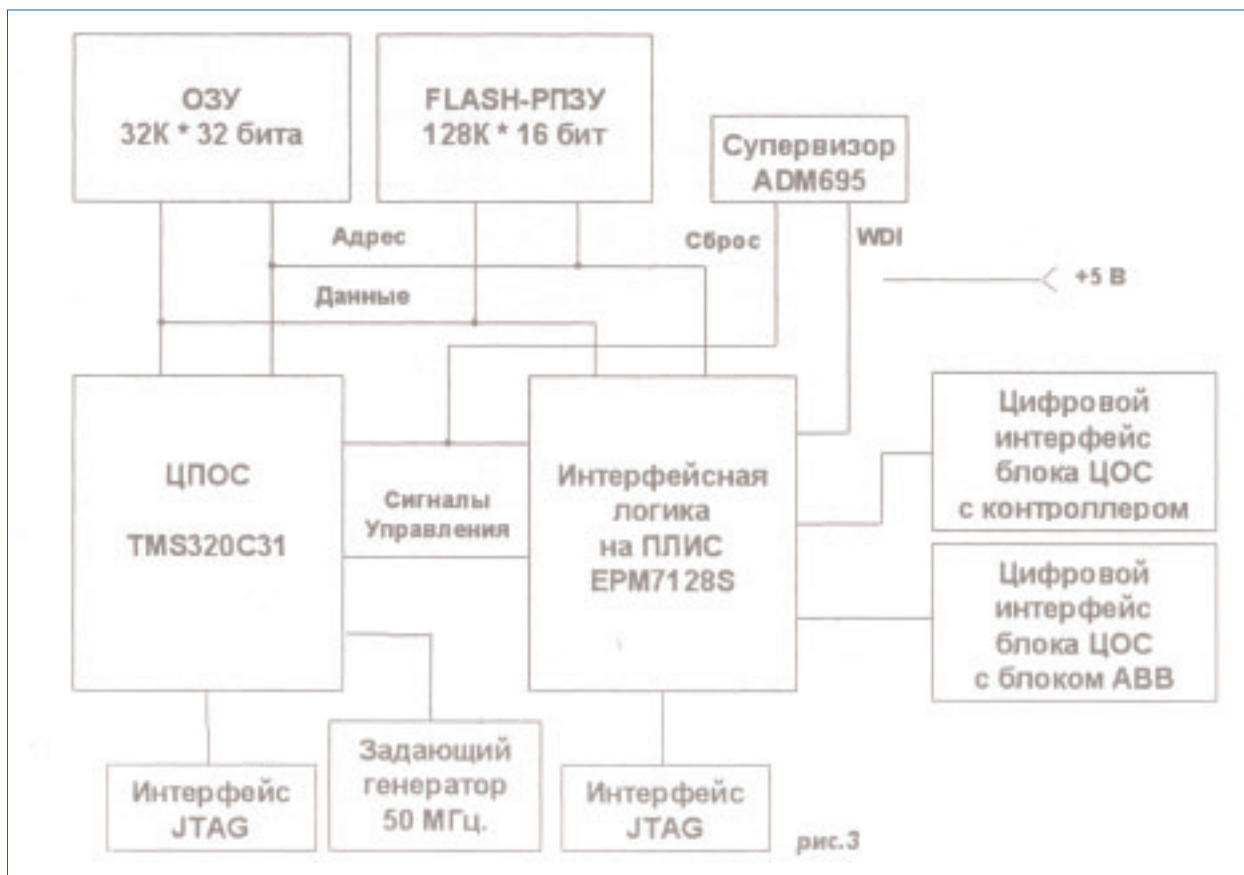 ОЗУ
32К * 32 бита
FLASH-РПЗУ
128К * 16 бит
Супервизор
ADM695
Адрес
Сброс
WDI
+5 В
Данные
ЦПОС
TMS320C31
Сигналы
Управления
Интерфейсная
логика
на ПЛИС
EPM7128S
Цифровой
интерфейс
блока ЦОС
с контроллером
Цифровой
интерфейс
блока ЦОС
с блоком АВВ
Интерфейс
JTAG
Задающий
генератор
50 МГц.
Интерфейс
JTAG
рис.3